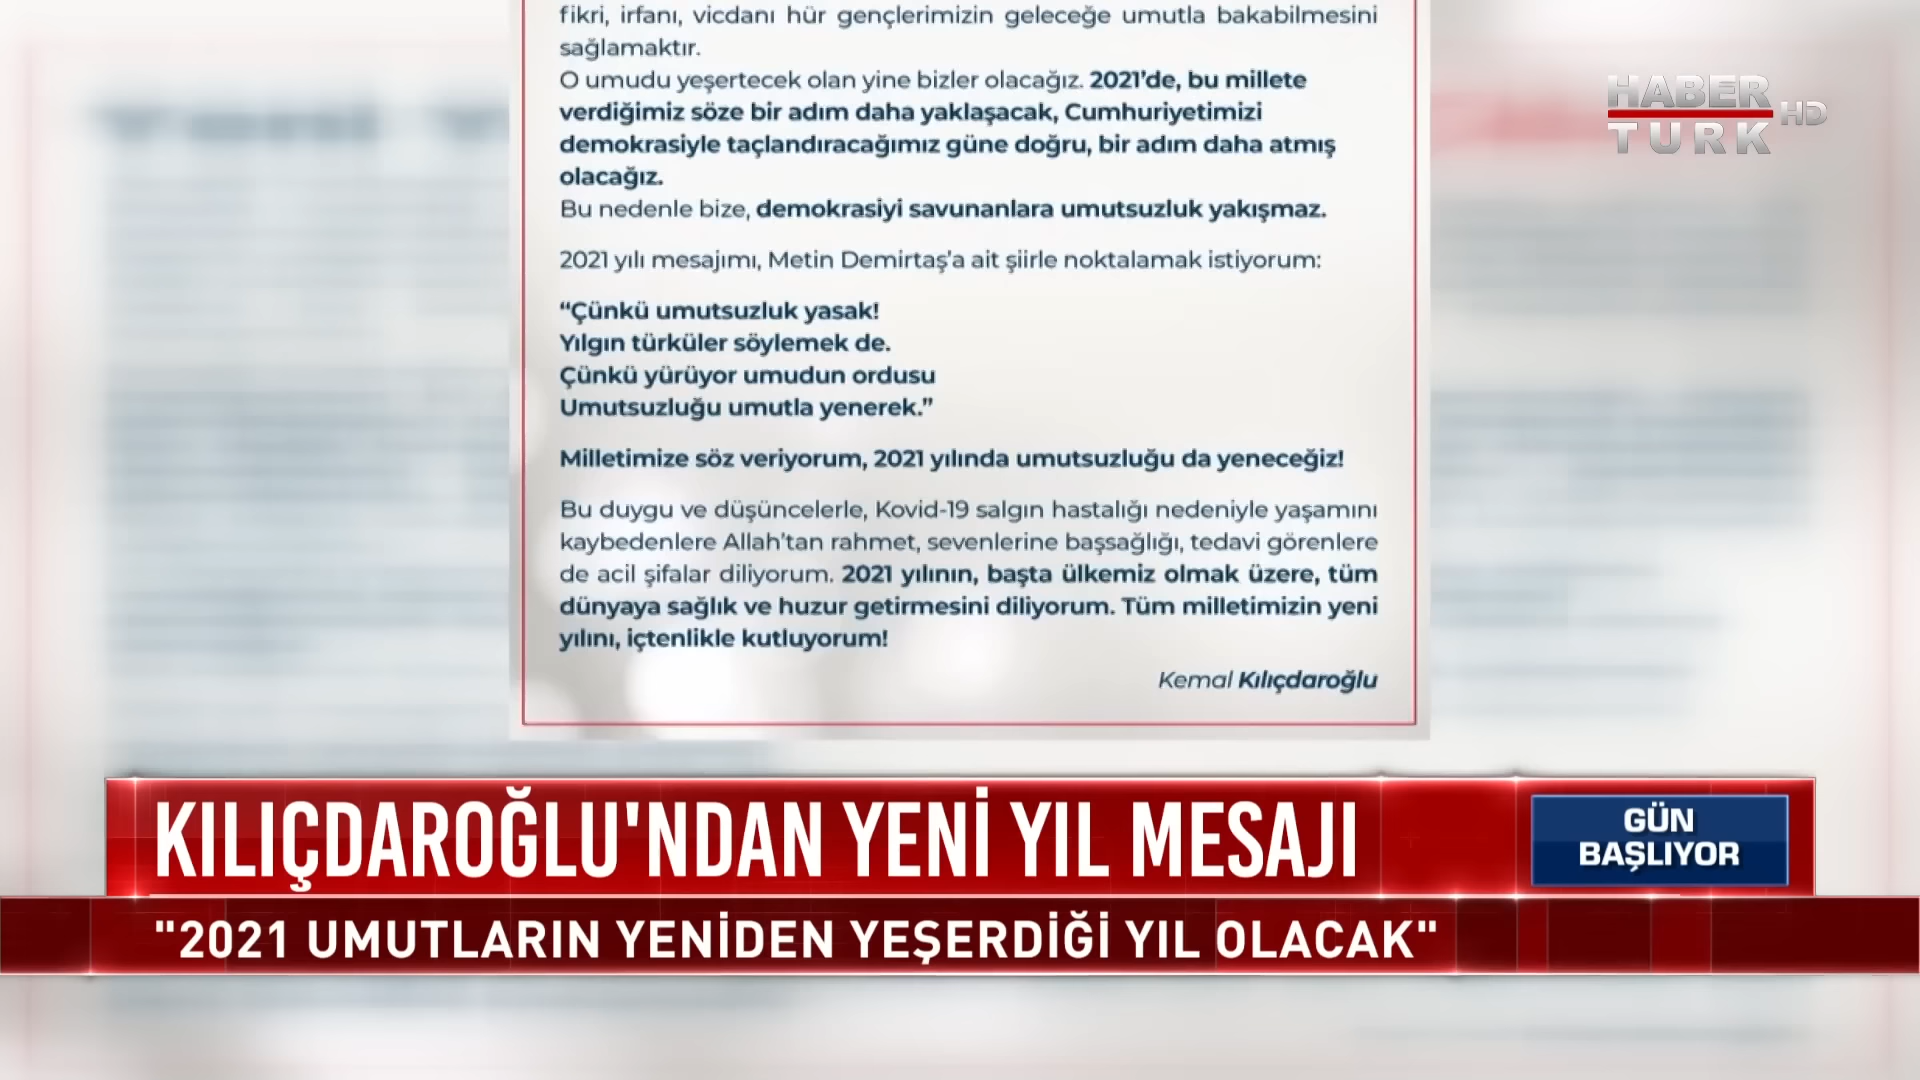 fikri, irfanı, vicdanı hür gençlerimizin geleceğe umutla bakabilmesini
sağlamaktır.
O umudu yeşertecek olan yine bizler olacağız. 2021'de, bu millete
verdiğimiz söze bir adım daha yaklaşacak, Cumhuriyetimizi
demokrasiyle taçlandıracağımız güne doğru, bir adım daha atmış
olacağız.
Bu nedenle bize, demokrasiyi savunanlara umutsuzluk yakışmaz.
2021 yılı mesajımı, Metin Demirtaş'a ait şiirle noktalamak istiyorum:
“Çünkü umutsuzluk yasak!
Yılgın türküler söylemek de.
Çünkü yürüyor umudun ordusu
Umutsuzluğu umutla yenerek.”
Milletimize söz veriyorum, 2021 yılında umutsuzluğu da yeneceğiz!
Bu duygu ve düşüncelerle, Kovid-19 salgın hastalığı nedeniyle yaşamını
kaybedenlere Allah'tan rahmet, sevenlerine başsağlığı, tedavi görenlere
de acil şifalar diliyorum. 2021 yılının, başta ülkemiz olmak üzere, tüm
dünyaya sağlık ve huzur getirmesini diliyorum. Tüm milletimizin yeni
yılını, içtenlikle kutluyorum!
Kemal Kılıçdaroğlu
HABER
TURK HD
KILIÇDAROĞLU'NDAN YENİ YIL MESAJI
GÜN
BAŞLIYOR
"2021 UMUTLARIN YENİDEN YEŞERDİĞİ YIL OLACAK"